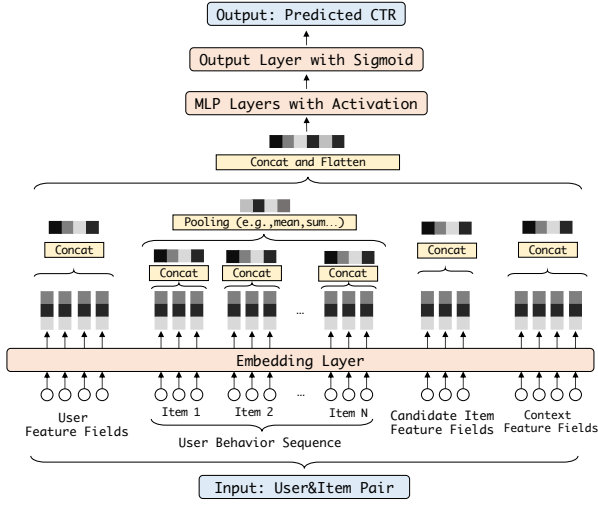 Output: Predicted CTR
Output Layer with Sigmoid
MLP Layers with Activation
Concat and Flatten
Pooling (e.g.,mean,sum...)
Concat
Concat
Concat
Concat
Concat
Concat
...
Embedding Layer
...
User
Feature Fields
Item 1
Item 2
Item N
User Behavior Sequence
Candidate Item
Feature Fields
Context
Feature Fields
Input: User&Item Pair